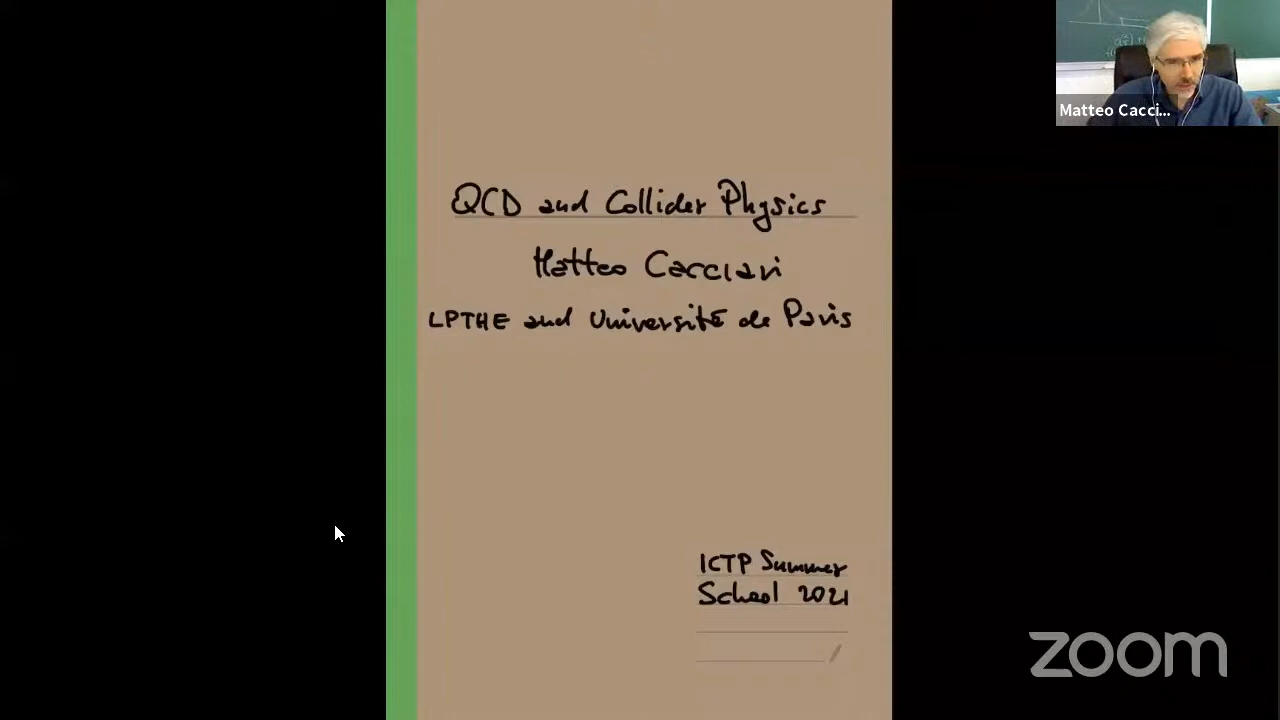 QCD and Collider Physics
Matteo Cacciari
LPTHE and Université de Paris
ICTP Summer
School 2021
Matteo Cacci...
zoom